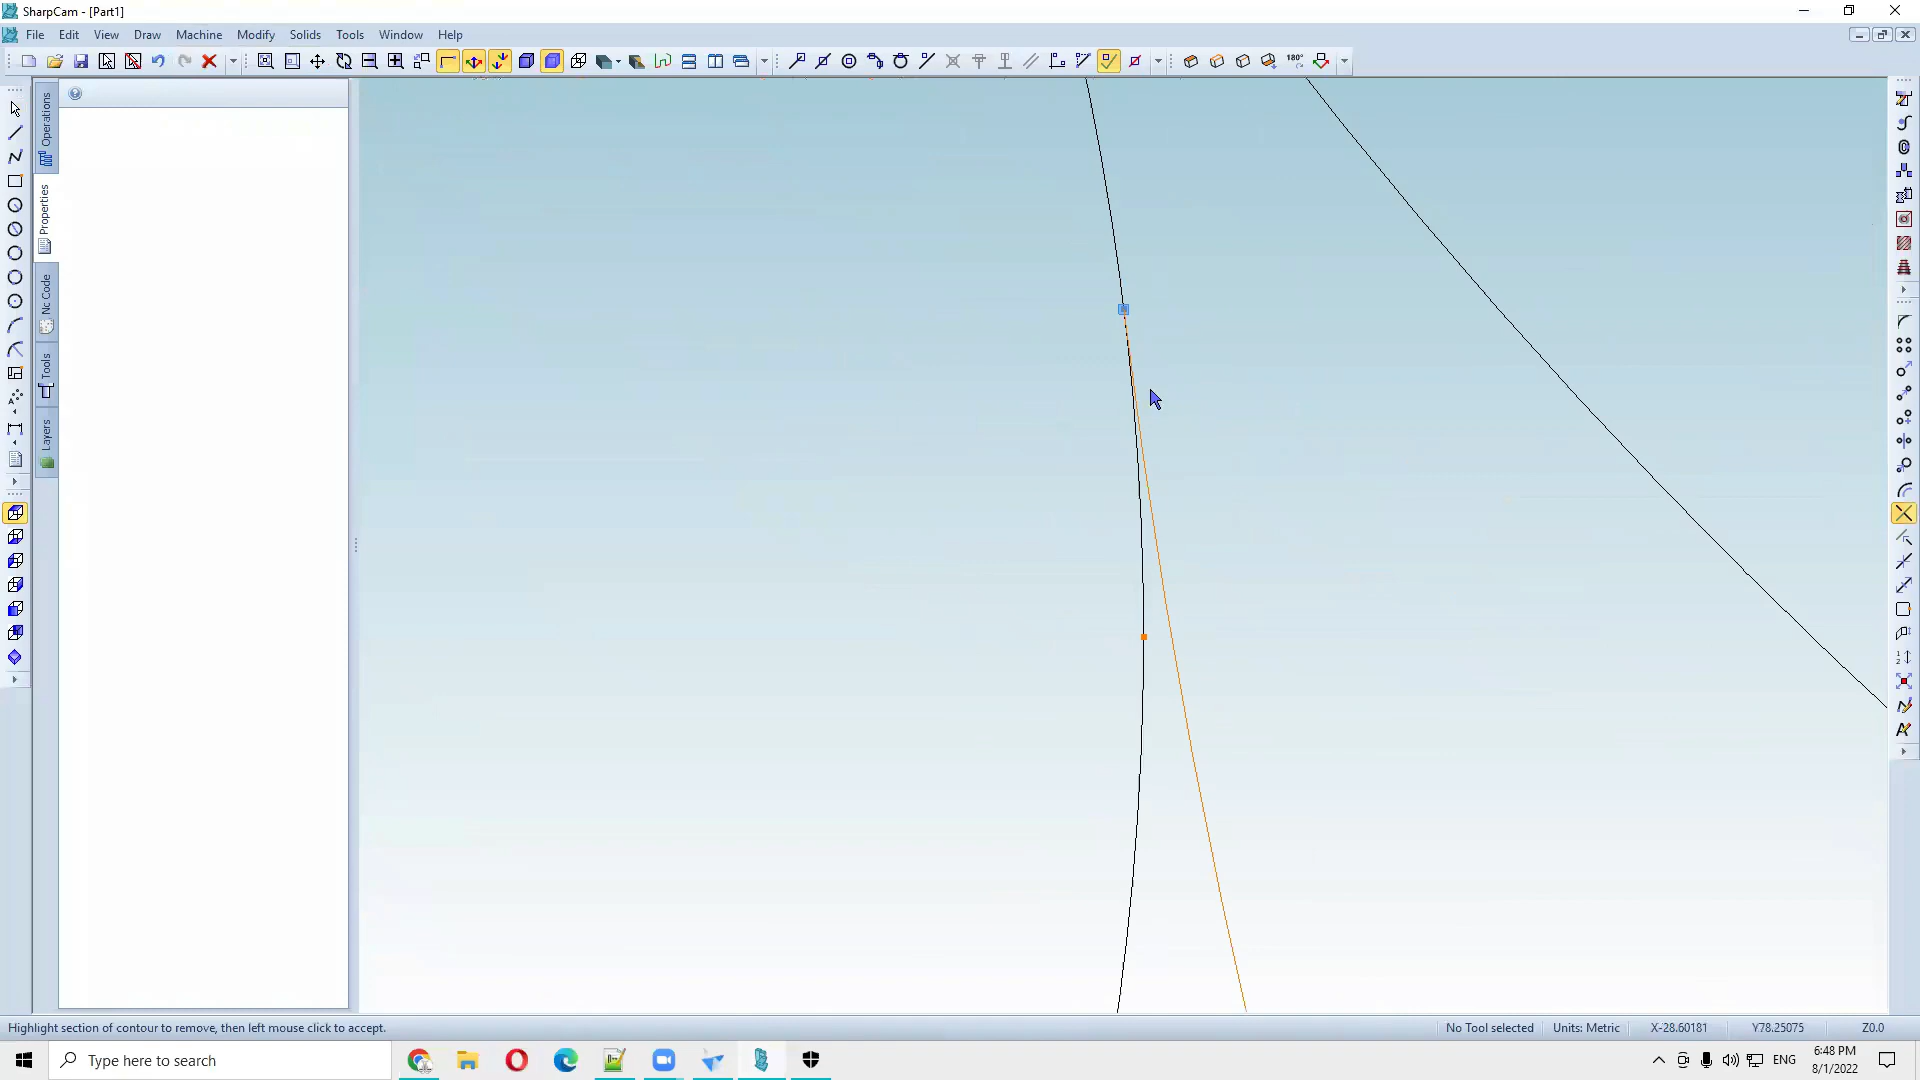 SharpCam - [Part1]
File Edit View Draw Machine Modify Solids Tools Options Window Help
Operations
Properties
Nc Code
Tools
Layers
180°
Highlight section of contour to remove, then left mouse click to accept.
No Tool selected Units: Metric X-28.60181 Y78.25075 Z0.0
Type here to search
ENG
6:48 PM
8/1/2022